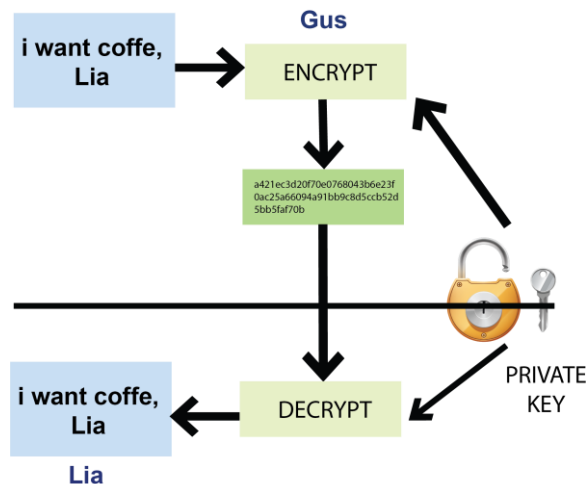 Gus
i want coffe,
Lia
ENCRYPT
a421ec3d20f70e0768043b6e23f
0ac25a66094a91bb9c8d5ccb52d
5bb5faf70b
PRIVATE
KEY
i want coffe,
Lia
DECRYPT
Lia